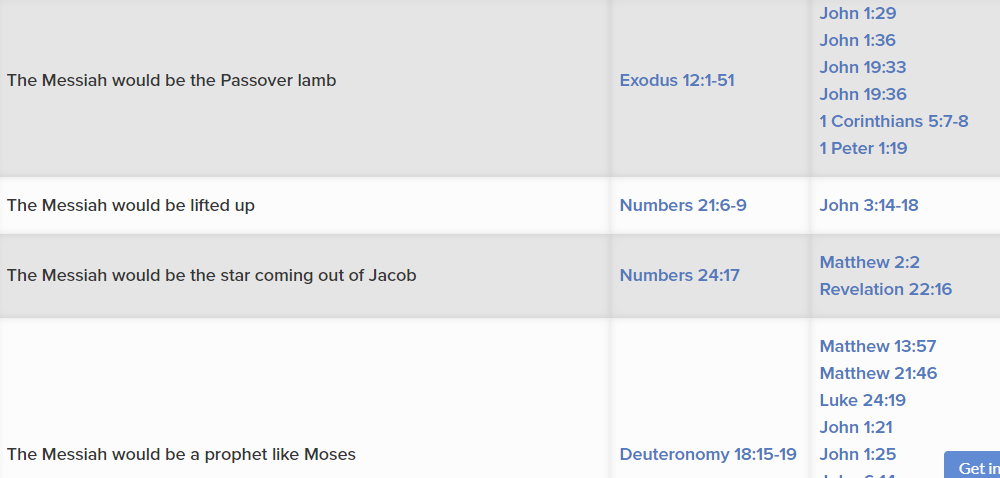 John 1:29
John 1:36
John 19:33
The Messiah would be the Passover lamb
Exodus 12:1-51
John 19:36
1 Corinthians 5:7-8
1 Peter 1:19
The Messiah would be lifted up
Numbers 21:6-9
John 3:14-18
The Messiah would be the star coming out of Jacob
Numbers 24:17
Matthew 2:2
Revelation 22:16
Matthew 13:57
Matthew 21:46
Luke 24:19
John 1:21
The Messiah would be a prophet like Moses
Deuteronomy 18:15-19
John 1:25
Get in